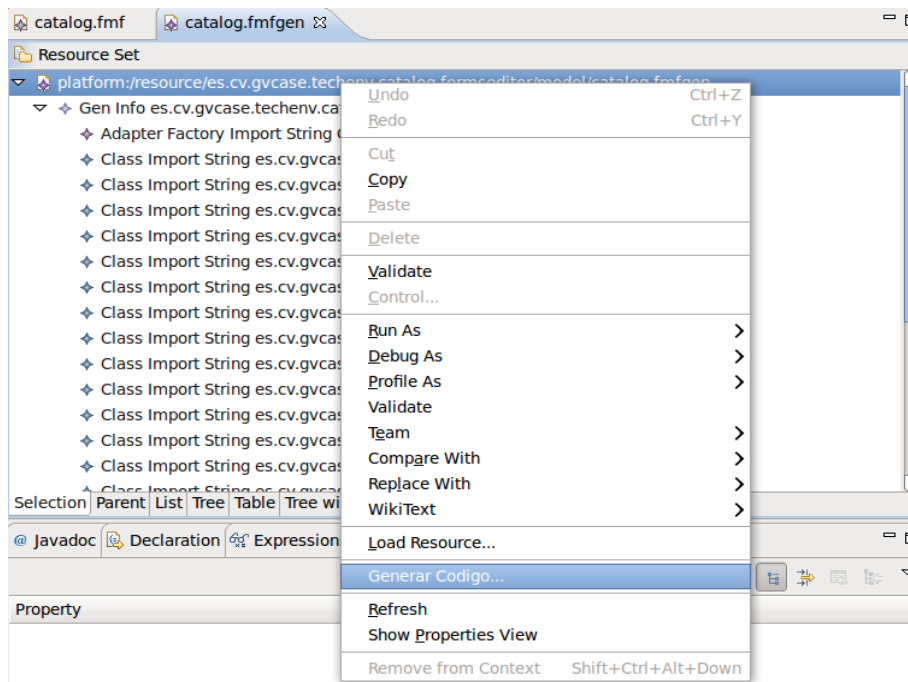 catalog.fmf catalog.fmfgen
Resource Set
platform:/resource/es.cv.gvcase.techenv.catalog.formseditor/model/catalog.fmfgen
Gen Info es.cv.gvcase.techenv.ca
Adapter Factory Import String
Class Import String es.cv.gvcas
Class Import String es.cv.gvcas
Class Import String es.cv.gvcas
Class Import String es.cv.gvcas
Class Import String es.cv.gvcas
Class Import String es.cv.gvcas
Class Import String es.cv.gvcas
Class Import String es.cv.gvcas
Class Import String es.cv.gvcas
Class Import String es.cv.gvcas
Class Import String es.cv.gvcas
Class Import String es.cv.gvcas
Class Import String es.cv.gvcas
Class Import String es.cv.gvcas
Selection Parent List Tree Table Tree wi
@ Javadoc Declaration Expression
Property
Undo Ctrl+Z
Redo Ctrl+Y
Cut
Copy
Paste
Delete
Validate
Control...
Run As
Debug As
Profile As
Validate
Team
Compare With
Replace With
WikiText
Load Resource...
Generar Codigo...
Refresh
Show Properties View
Remove from Context Shift+Ctrl+Alt+Down